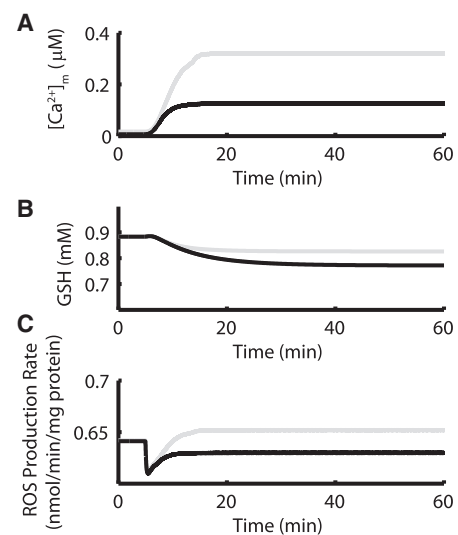 A
[Ca²⁺]ₘ (μM)
0.4
0.2
0
0 20 40 60
Time (min)
B
GSH (mM)
0.9
0.8
0.7
0 20 40 60
Time (min)
C
ROS Production Rate
(nmol/min/mg protein)
0.7
0.65
0 20 40 60
Time (min)